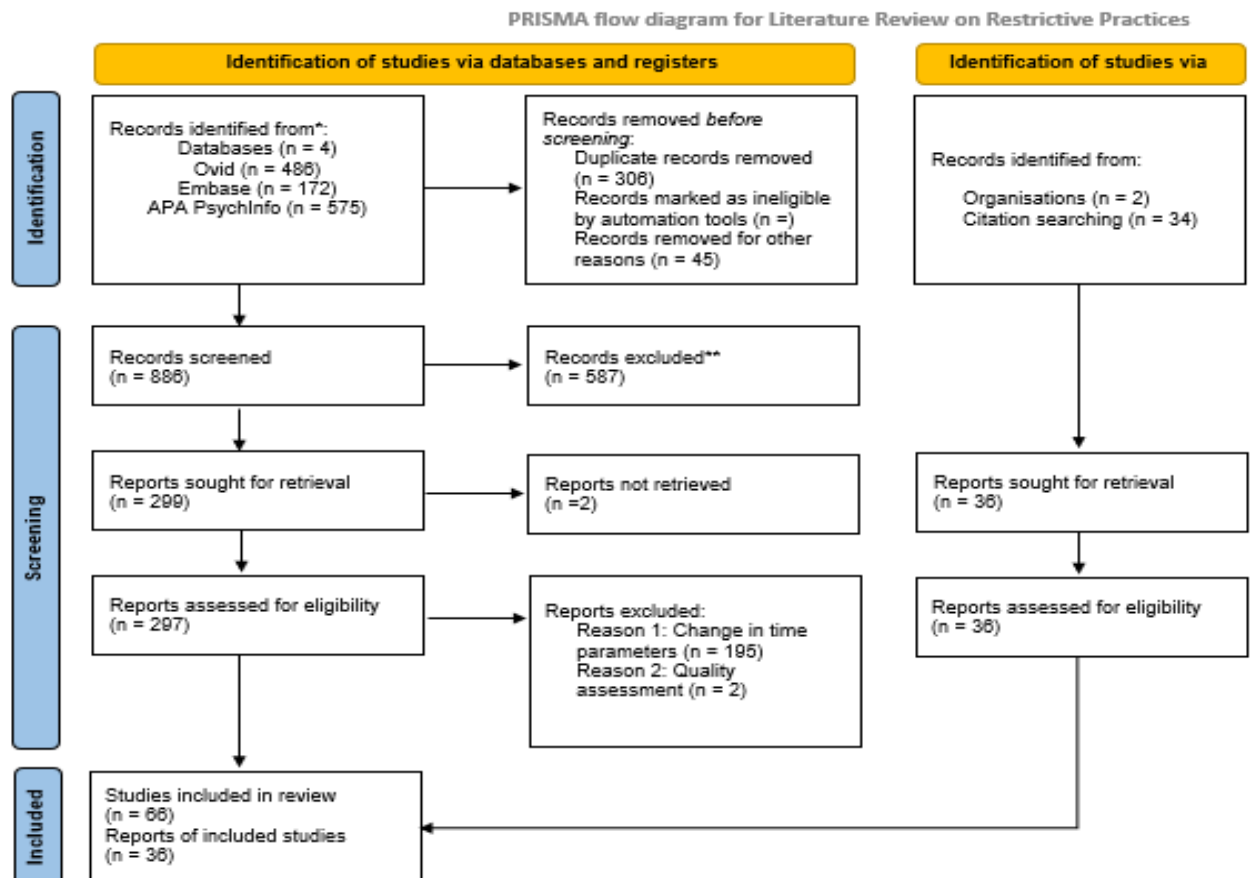 PRISMA flow diagram for Literature Review on Restrictive Practices
Identification of studies via databases and registers
Identification of studies via
Identification
Records identified from*:
Databases (n = 4)
Ovid (n = 486)
Embase (n = 172)
APA PsychInfo (n = 575)
Records removed before
screening:
Duplicate records removed
(n = 306)
Records marked as ineligible
by automation tools (n =)
Records removed for other
reasons (n = 45)
Records identified from:
Organisations (n = 2)
Citation searching (n = 34)
Screening
Records screened
(n = 886)
Records excluded**
(n = 587)
Reports sought for retrieval
(n = 299)
Reports not retrieved
(n =2)
Reports sought for retrieval
(n = 36)
Reports assessed for eligibility
(n = 297)
Reports excluded:
Reason 1: Change in time
parameters (n = 195)
Reason 2: Quality
assessment (n = 2)
Reports assessed for eligibility
(n = 36)
Included
Studies included in review
(n = 66)
Reports of included studies
(n = 36)